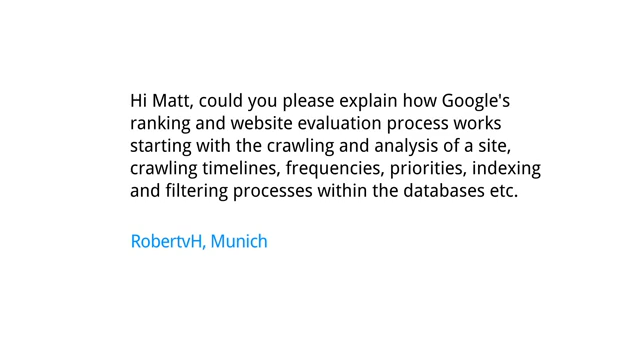 Hi Matt, could you please explain how Google's
ranking and website evaluation process works
starting with the crawling and analysis of a site,
crawling timelines, frequencies, priorities, indexing
and filtering processes within the databases etc.
RobertvH, Munich